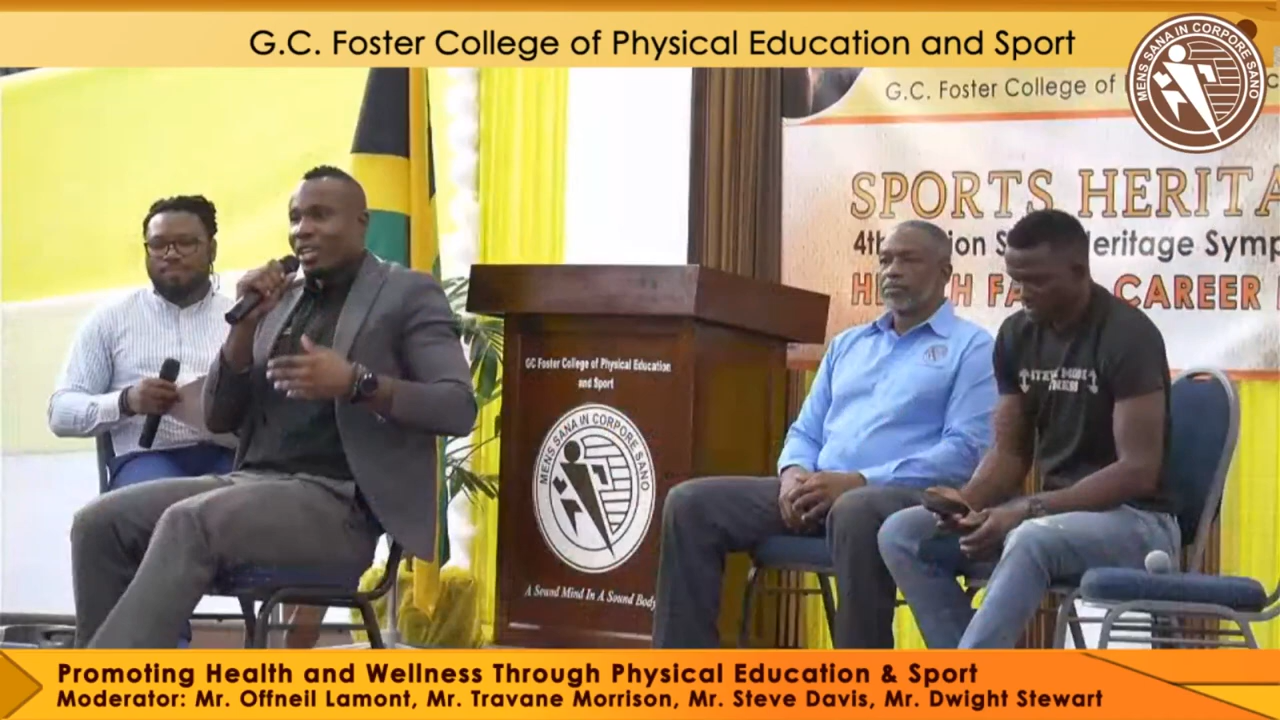 G.C. Foster College of Physical Education and Sport
MENS SANA IN CORPORE SANO
G.C. Foster College of
SPORTS HERITA
4th Heritage Symp
CAREER
GC Foster College of Physical Education
and Sport
MENS SANA IN CORPORE SANO
A Sound Mind In A Sound Body
Promoting Health and Wellness Through Physical Education & Sport
Moderator: Mr. Offneil Lamont, Mr. Travane Morrison, Mr. Steve Davis, Mr. Dwight Stewart